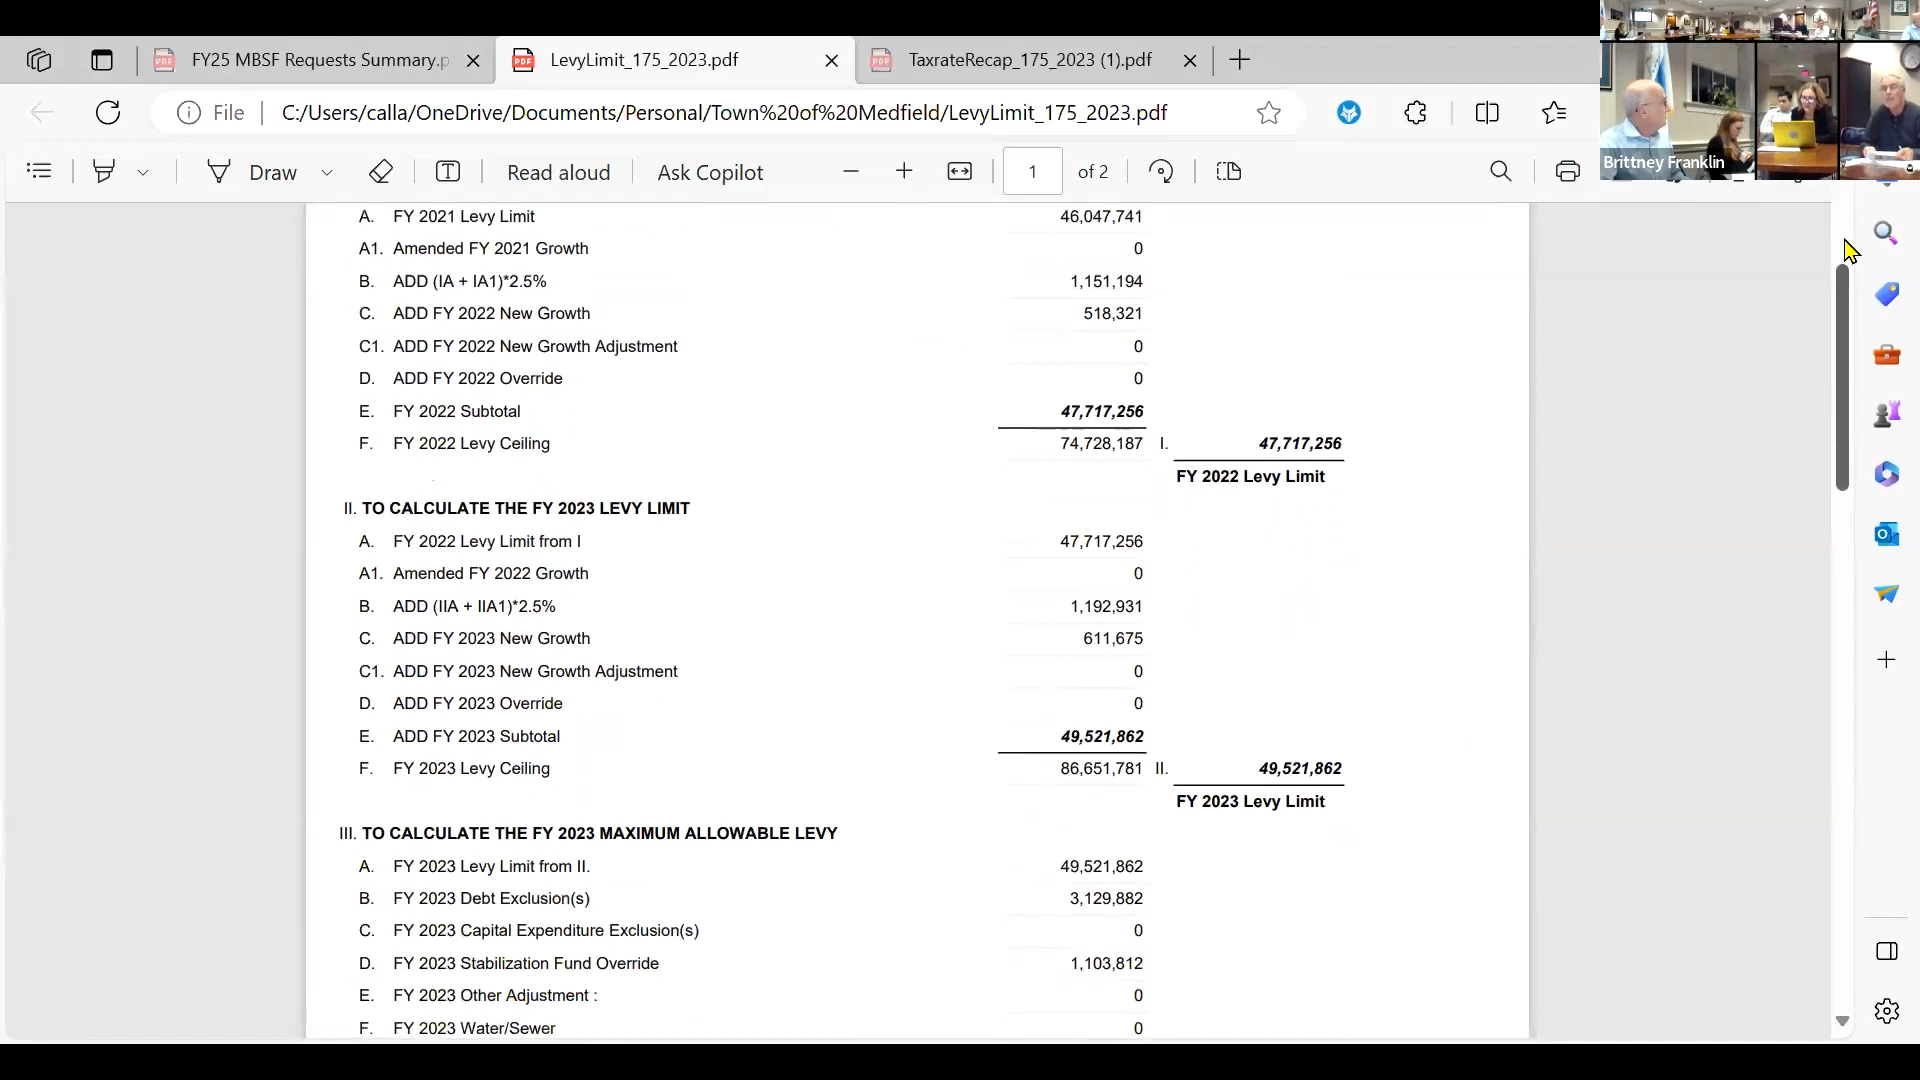 FY25 MBSF Requests Summary.p
LevyLimit_175_2023.pdf
TaxrateRecap_175_2023 (1).pdf
File
C:/Users/calla/OneDrive/Documents/Personal/Town%20of%20Medfield/LevyLimit_175_2023.pdf
Draw
Read aloud
Ask Copilot
1
of 2
Brittney Franklin
A. FY 2021 Levy Limit 46,047,741
A1. Amended FY 2021 Growth 0
B. ADD (IA + IA1)*2.5% 1,151,194
C. ADD FY 2022 New Growth 518,321
C1. ADD FY 2022 New Growth Adjustment 0
D. ADD FY 2022 Override 0
E. FY 2022 Subtotal 47,717,256
F. FY 2022 Levy Ceiling 74,728,187 I. 47,717,256
FY 2022 Levy Limit
II. TO CALCULATE THE FY 2023 LEVY LIMIT
A. FY 2022 Levy Limit from I 47,717,256
A1. Amended FY 2022 Growth 0
B. ADD (IIA + IIA1)*2.5% 1,192,931
C. ADD FY 2023 New Growth 611,675
C1. ADD FY 2023 New Growth Adjustment 0
D. ADD FY 2023 Override 0
E. ADD FY 2023 Subtotal 49,521,862
F. FY 2023 Levy Ceiling 86,651,781 II. 49,521,862
FY 2023 Levy Limit
III. TO CALCULATE THE FY 2023 MAXIMUM ALLOWABLE LEVY
A. FY 2023 Levy Limit from II. 49,521,862
B. FY 2023 Debt Exclusion(s) 3,129,882
C. FY 2023 Capital Expenditure Exclusion(s) 0
D. FY 2023 Stabilization Fund Override 1,103,812
E. FY 2023 Other Adjustment : 0
F. FY 2023 Water/Sewer 0